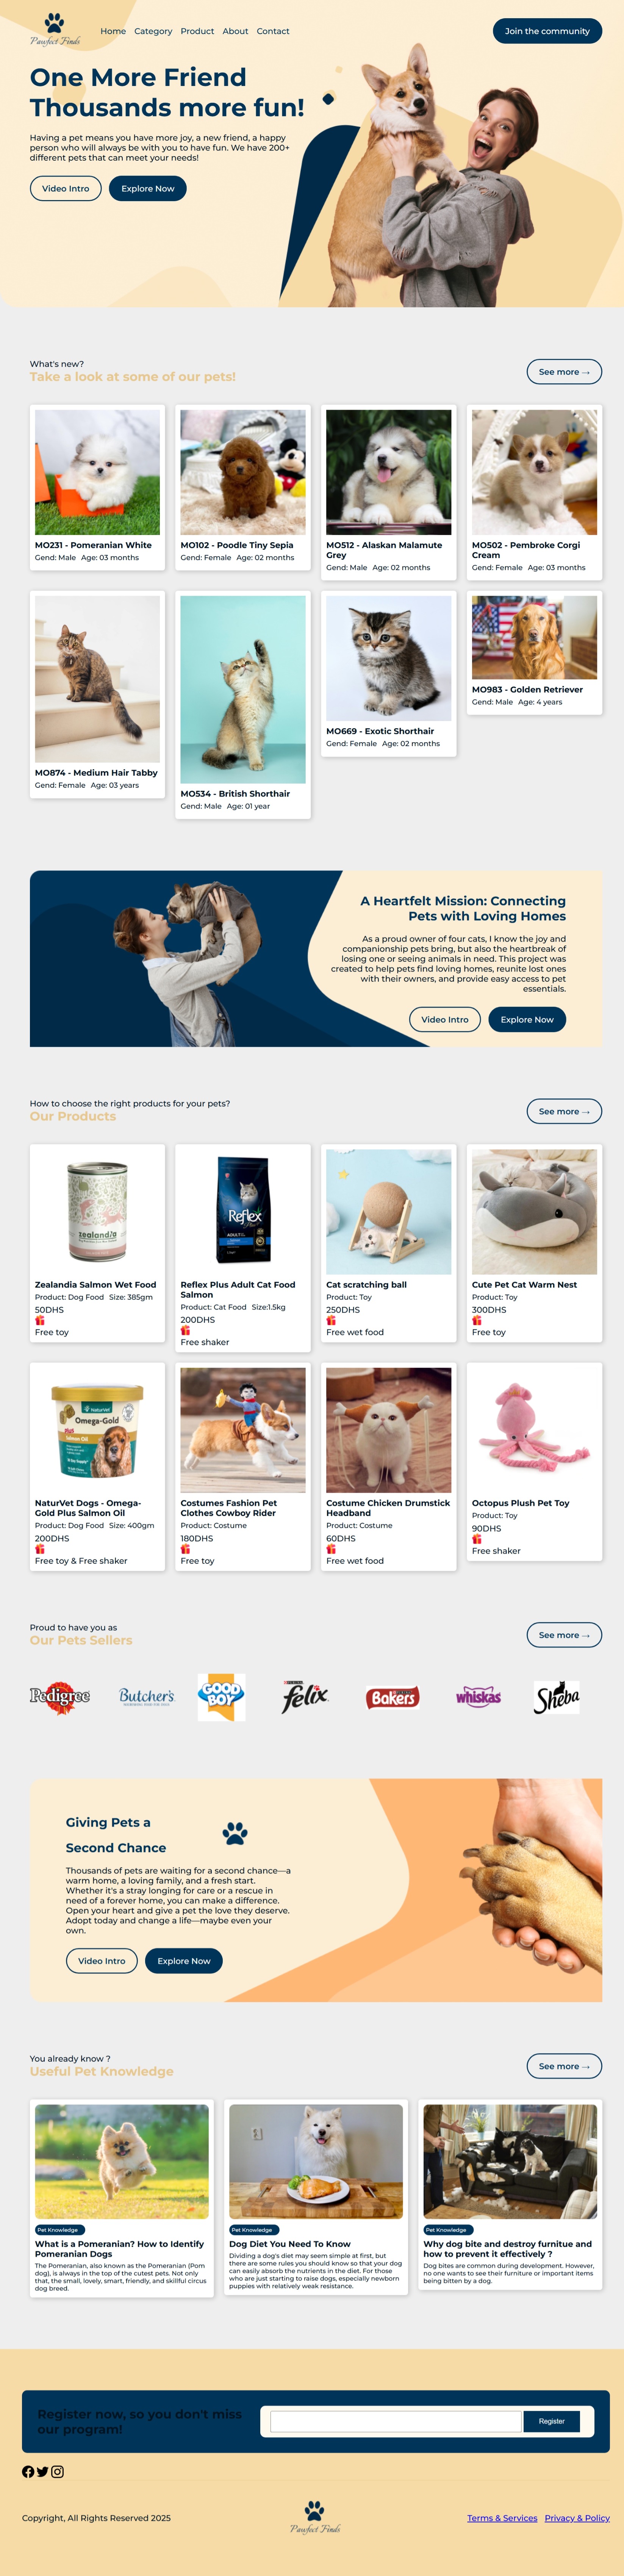 Pawfect Finds
Home Category Product About Contact
Join the community
One More Friend
Thousands more fun!
Having a pet means you have more joy, a new friend, a happy
person who will always be with you to have fun. We have 200+
different pets that can meet your needs!
Video Intro Explore Now
What's new?
Take a look at some of our pets!
See more →
MO231 - Pomeranian White
Gend: Male Age: 03 months
MO102 - Poodle Tiny Sepia
Gend: Female Age: 02 months
MO512 - Alaskan Malamute
Grey
Gend: Male Age: 02 months
MO502 - Pembroke Corgi
Cream
Gend: Female Age: 03 months
MO874 - Medium Hair Tabby
Gend: Female Age: 03 years
MO534 - British Shorthair
Gend: Male Age: 01 year
MO669 - Exotic Shorthair
Gend: Female Age: 02 months
MO983 - Golden Retriever
Gend: Male Age: 4 years
A Heartfelt Mission: Connecting
Pets with Loving Homes
As a proud owner of four cats, I know the joy and
companionship pets bring, but also the heartbreak of
losing one or seeing animals in need. This project was
created to help pets find loving homes, reunite lost ones
with their owners, and provide easy access to pet
essentials.
Video Intro Explore Now
How to choose the right products for your pets?
Our Products
See more →
zealandia
Zealandia Salmon Wet Food
Product: Dog Food Size: 385gm
50DHS
Free toy
Reflex
Plus
ADULT
Reflex Plus Adult Cat Food
Salmon
Product: Cat Food Size:1.5kg
200DHS
Free shaker
Cat scratching ball
Product: Toy
250DHS
Free wet food
Cute Pet Cat Warm Nest
Product: Toy
300DHS
Free toy
NaturVet
Omega-Gold
Salmon Oil
NaturVet Dogs - Omega-
Gold Plus Salmon Oil
Product: Dog Food Size: 400gm
200DHS
Free toy & Free shaker
Costumes Fashion Pet
Clothes Cowboy Rider
Product: Costume
180DHS
Free toy
Costume Chicken Drumstick
Headband
Product: Costume
60DHS
Free wet food
Octopus Plush Pet Toy
Product: Toy
90DHS
Free shaker
Proud to have you as
Our Pets Sellers
See more →
Pedigree
Butcher's
GOOD
BOY
PURINA
felix
Bakers
whiskas
Sheba
Giving Pets a
Second Chance
Thousands of pets are waiting for a second chance—a
warm home, a loving family, and a fresh start.
Whether it's a stray longing for care or a rescue in
need of a forever home, you can make a difference.
Open your heart and give a pet the love they deserve.
Adopt today and change a life—maybe even your
own.
Video Intro Explore Now
You already know ?
Useful Pet Knowledge
See more →
Pet Knowledge
What is a Pomeranian? How to Identify
Pomeranian Dogs
The Pomeranian, also known as the Pomeranian (Pom
dog), is always in the top of the cutest pets. Not only
that, the small, lovely, smart, friendly, and skillful circus
dog breed.
Pet Knowledge
Dog Diet You Need To Know
Dividing a dog's diet may seem simple at first, but
there are some rules you should know so that your dog
can easily absorb the nutrients in the diet. For those
who are just starting to raise dogs, especially newborn
puppies with relatively weak resistance.
Pet Knowledge
Why dog bite and destroy furnitue and
how to prevent it effectively ?
Dog bites are common during development. However,
no one wants to see their furniture or important items
being bitten by a dog.
Register now, so you don't miss
our program!
Register
Copyright, All Rights Reserved 2025
Pawfect Finds
Terms & Services Privacy & Policy